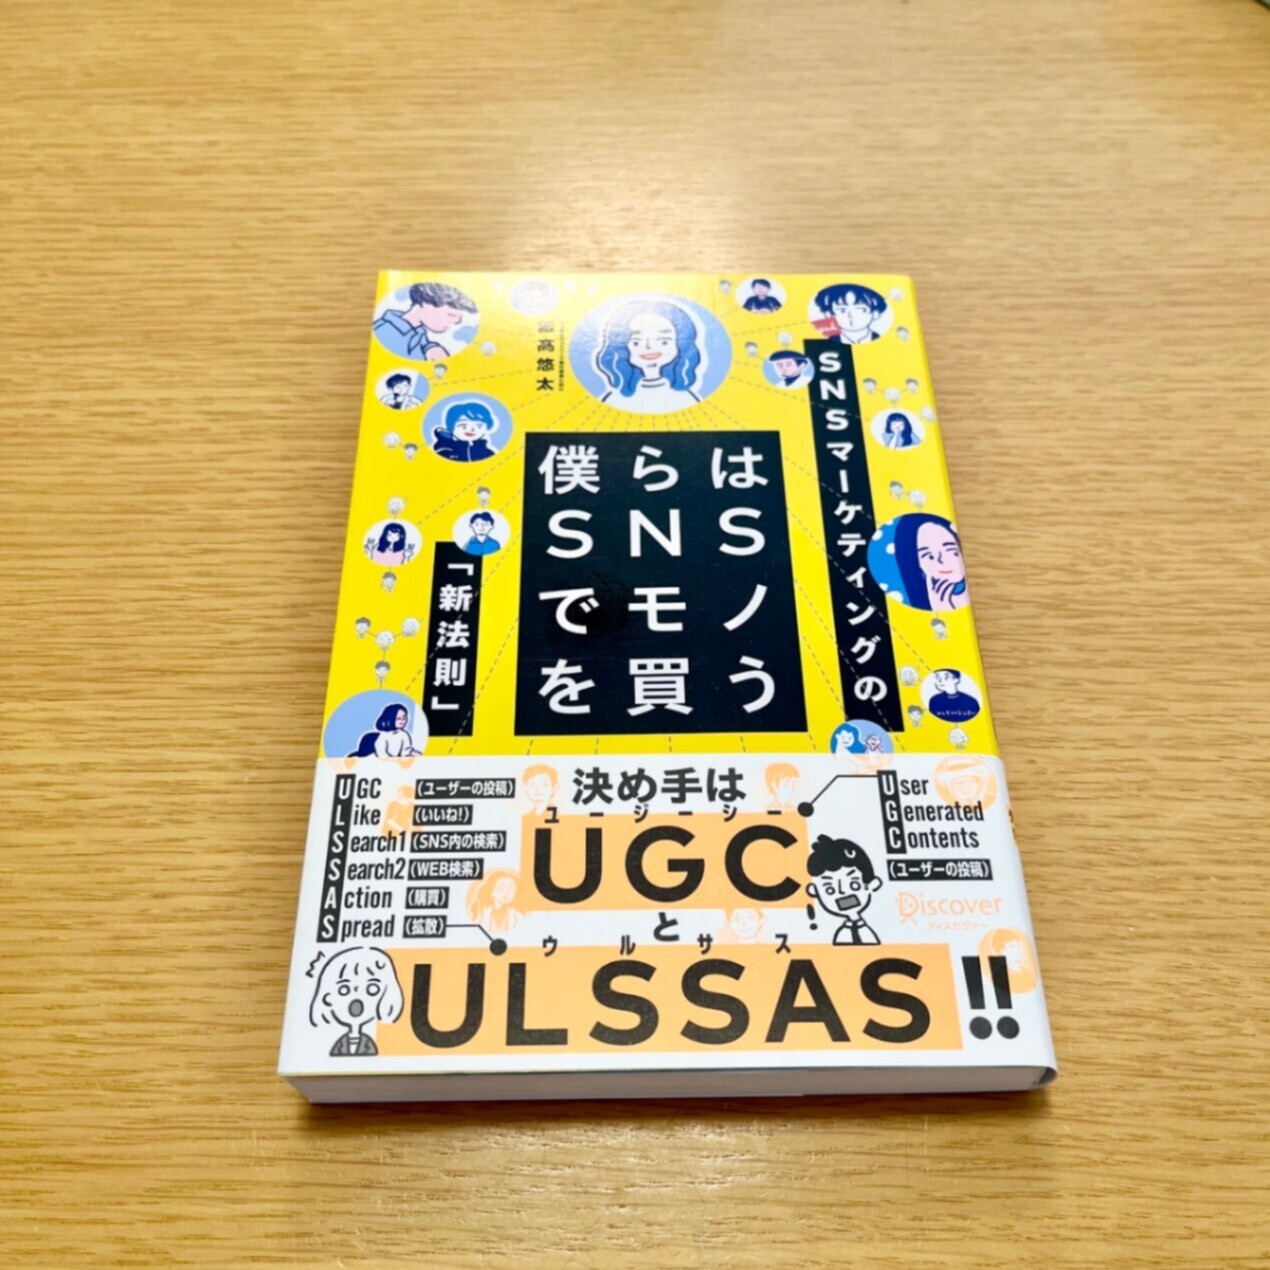 高悠太
僕らは
SNS
でモノ
を買う
SNSマーケティングの
「新法則」
決め手は
ユージーシー
UGC
と
ウルサス
ULSSAS!!
UGC(ユーザーの投稿)
Like(いいね!)
Search1(SNS内の検索)
Search2(WEB検索)
Action(購買)
Spread(拡散)
User
Generated
Contents
(ユーザーの投稿)
Discover
ディスカヴァー